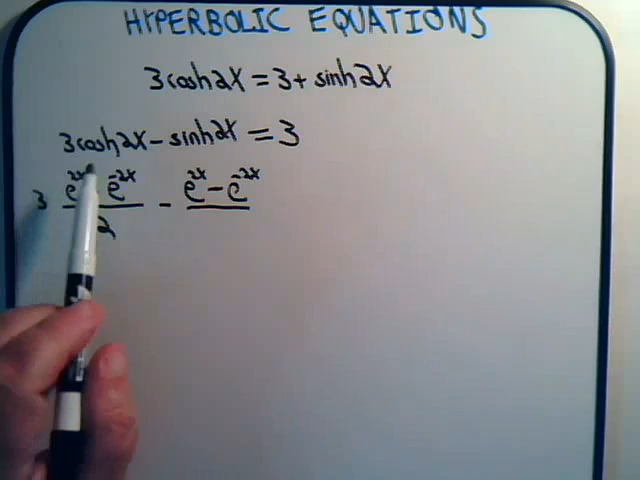 HYPERBOLIC EQUATIONS
3cosh2x = 3 + sinh2x
3cosh2x - sinh2x = 3
3 e^2x e^-2x / 2 - e^2x - e^-2x